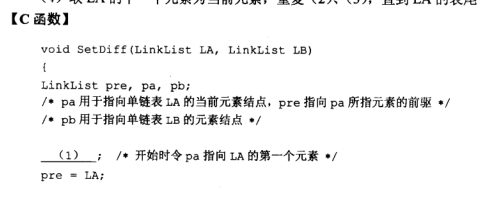 (4) 取 LA 的下一个元素为当前元素，重复(2)、(3)，直到 LA 的表尾
【C 函数】
void SetDiff(LinkList LA, LinkList LB)
{
LinkList pre, pa, pb;
/* pa 用于指向单链表 LA 的当前元素结点，pre 指向 pa 所指元素的前驱 */
/* pb 用于指向单链表 LB 的元素结点 */
(1) ; /* 开始时令 pa 指向 LA 的第一个元素 */
pre = LA;